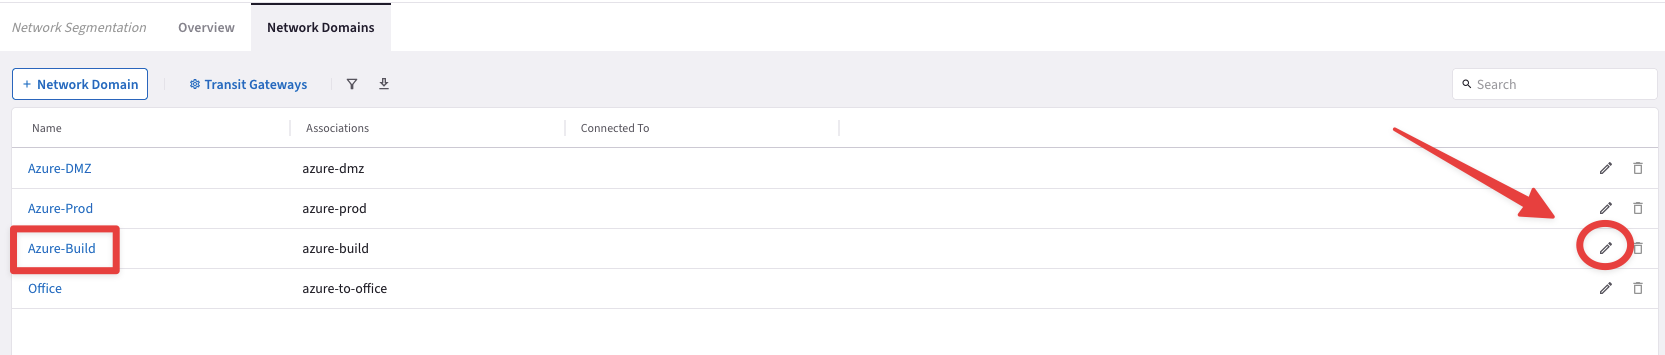 Network Segmentation Overview Network Domains
+ Network Domain Transit Gateways Search
Name Associations Connected To
Azure-DMZ azure-dmz
Azure-Prod azure-prod
Azure-Build azure-build
Office azure-to-office